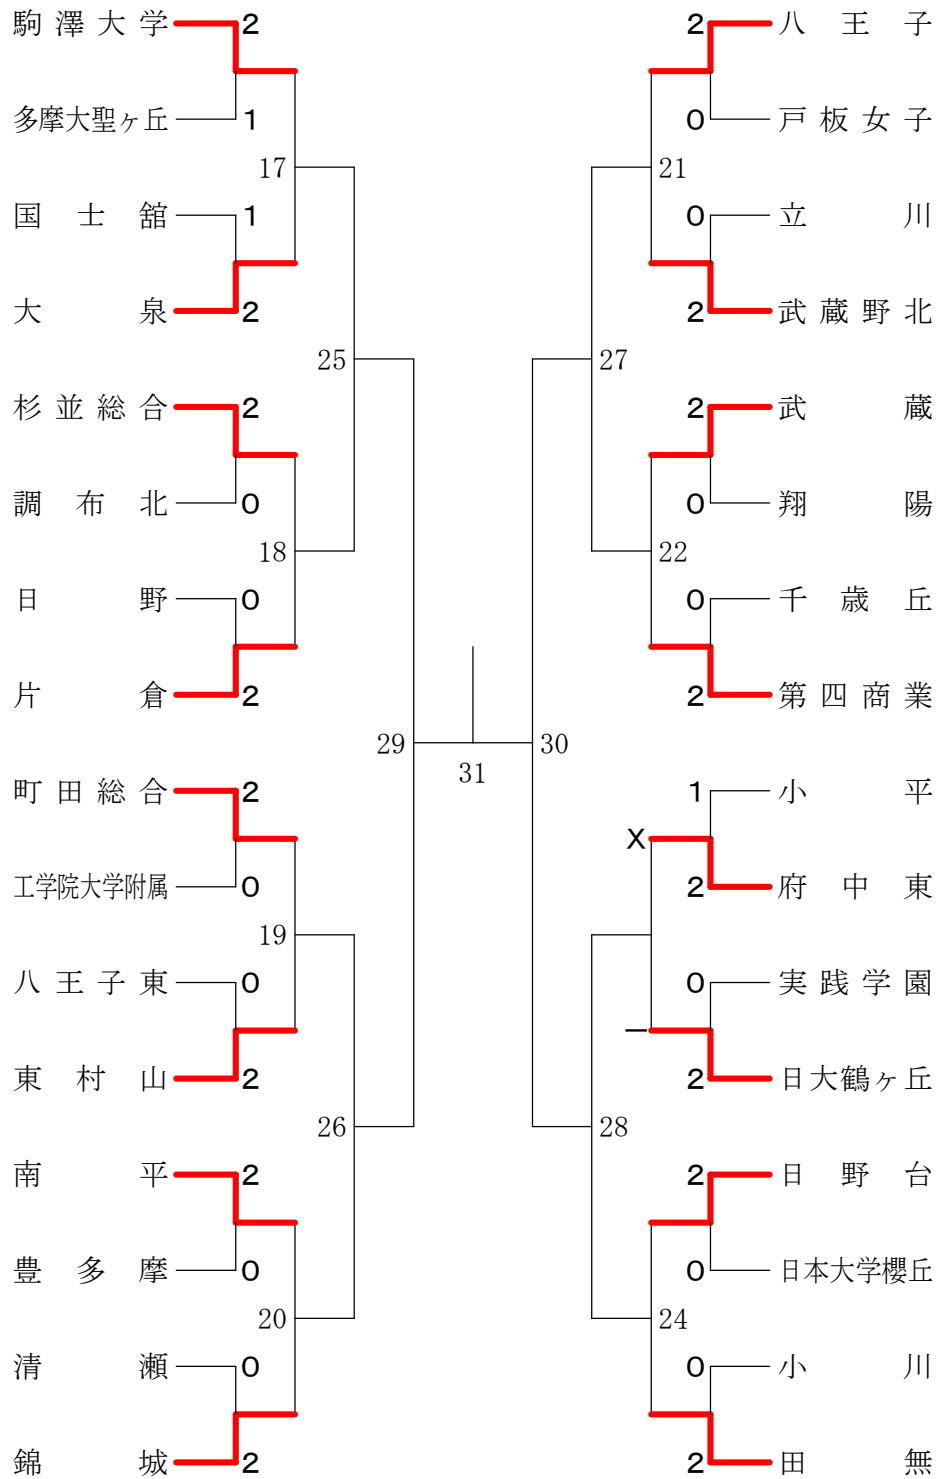 駒澤大学 2 2 八王子
多摩大聖ヶ丘 1 0 戸板女子
17 21
国士舘 1 0 立川
大泉 2 2 武蔵野北
25 27
杉並総合 2 2 武蔵
調布北 0 0 翔陽
18 22
日野 0 0 千歳丘
片倉 2 2 第四商業
29 30
31
町田総合 2 1 小平
X
工学院大学附属 0 2 府中東
19
八王子東 0 0 実践学園
–
東村山 2 2 日大鶴ヶ丘
26 28
南平 2 2 日野台
豊多摩 0 0 日本大学櫻丘
20 24
清瀬 0 0 小川
錦城 2 2 田無